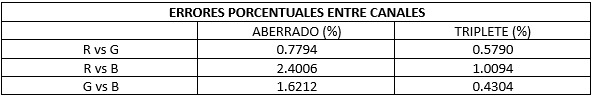 ERRORES PORCENTUALES ENTRE CANALES
ABERRADO (%) TRIPLETE (%)
R vs G 0.7794 0.5790
R vs B 2.4006 1.0094
G vs B 1.6212 0.4304